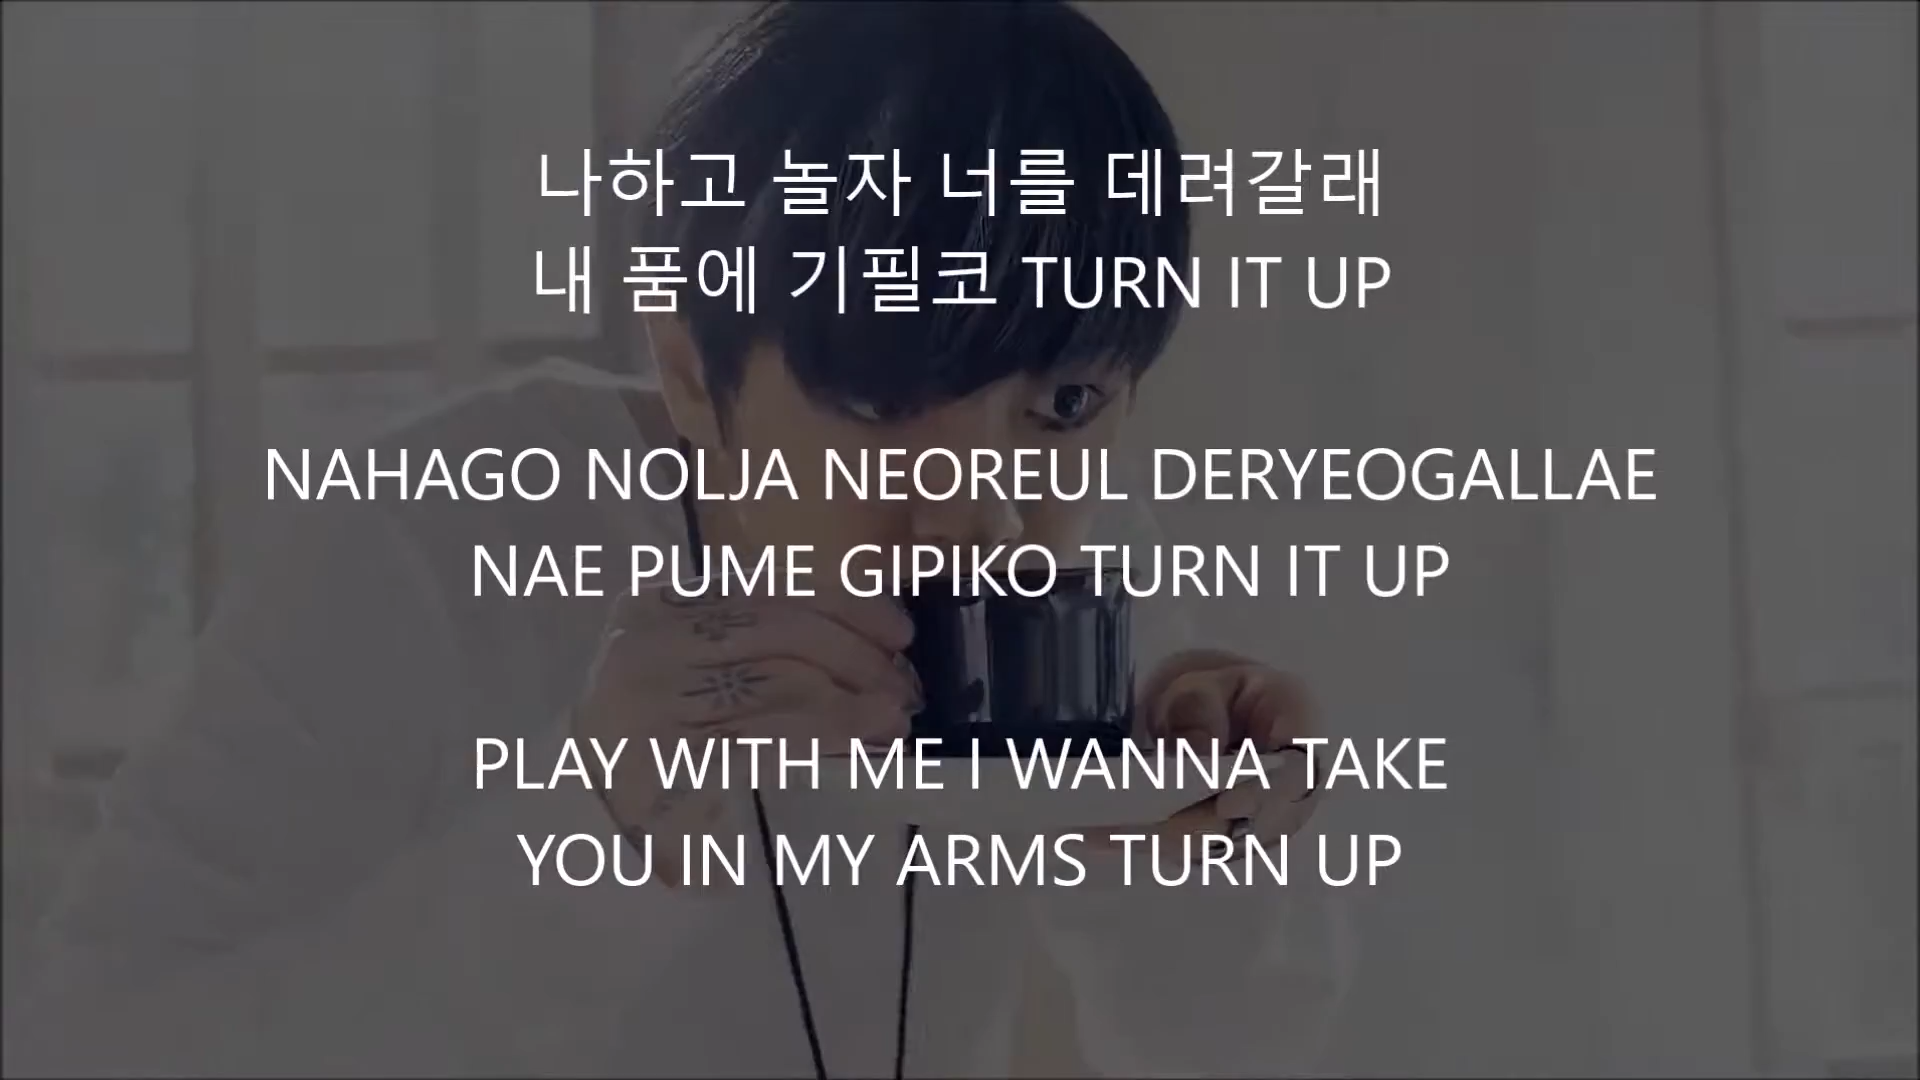 나하고 놀자 너를 데려갈래
내 품에 기필코 TURN IT UP
NAHAGO NOLJA NEOREUL DERYEOGALLAE
NAE PUME GIPIKO TURN IT UP
PLAY WITH ME I WANNA TAKE
YOU IN MY ARMS TURN UP